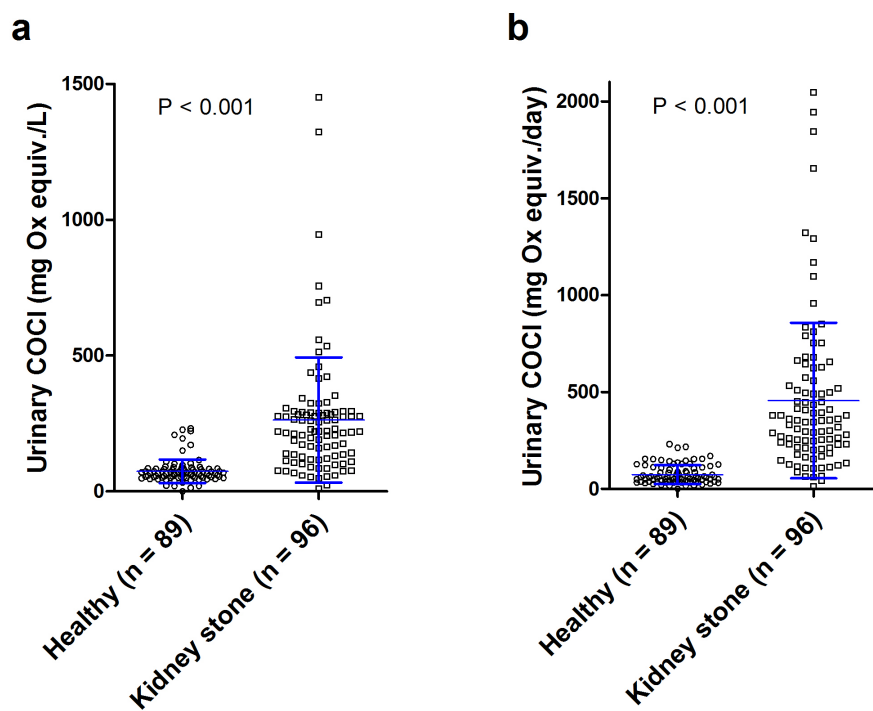 a
Urinary COCI (mg Ox equiv./L)
1500
1000
500
0
P < 0.001
Healthy (n = 89)
Kidney stone (n = 96)
b
Urinary COCI (mg Ox equiv./day)
2000
1500
1000
500
0
P < 0.001
Healthy (n = 89)
Kidney stone (n = 96)